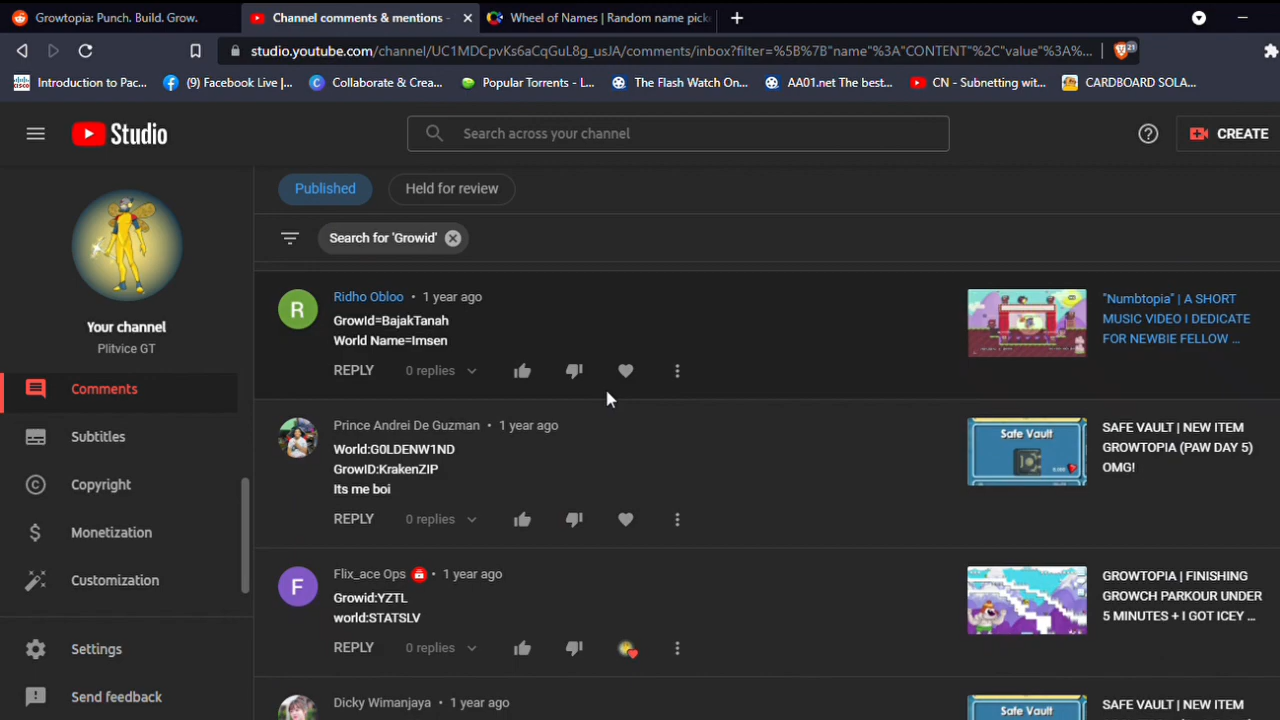 Growtopia: Punch. Build. Grow.
Channel comments & mentions -
Wheel of Names | Random name pick
studio.youtube.com/channel/UC1MDCpvKs6aCqGuL8g_usJA/comments/inbox?filter=%5B%7B"name"%3A"CONTENT"%2C"value"%3A%...
21
Introduction to Pac...
(9) Facebook Live |...
Collaborate & Crea...
Popular Torrents - L...
The Flash Watch On...
AA01.net The best...
CN - Subnetting wit...
CARDBOARD SOLA...
Studio
Search across your channel
CREATE
Your channel
Plitvice GT
Comments
Subtitles
Copyright
Monetization
Customization
Settings
Send feedback
Published
Held for review
Search for 'Growid'
R
Ridho Obloo • 1 year ago
GrowId=BajakTanah
World Name=Imsen
REPLY
0 replies
"Numbtopia" | A SHORT
MUSIC VIDEO I DEDICATE
FOR NEWBIE FELLOW ...
Prince Andrei De Guzman • 1 year ago
World:G0LDENW1ND
GrowID:KrakenZIP
Its me boi
REPLY
0 replies
Safe Vault
SAFE VAULT | NEW ITEM
GROWTOPIA (PAW DAY 5)
OMG!
F
Flix_ace Ops • 1 year ago
Growid:YZTL
world:STATSLV
REPLY
0 replies
GROWTOPIA | FINISHING
GROWCH PARKOUR UNDER
5 MINUTES + I GOT ICEY ...
Dicky Wimanjaya • 1 year ago
Safe Vault
SAFE VAULT | NEW ITEM